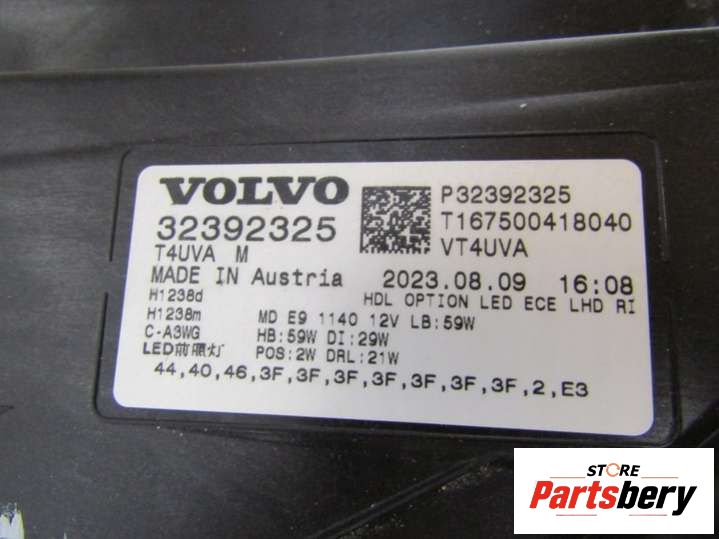 VOLVO
32392325
T4UVA M
P32392325
T167500418040
VT4UVA
MADE IN Austria 2023.08.09 16:08
H1238d HDL OPTION LED ECE LHD RI
H1238m MD E9 1140 12V LB:59W
C-A3WG HB:59W DI:29W
LED前照灯 POS:2W DRL:21W
44,40,46,3F,3F,3F,3F,3F,3F,3F,2,E3
STORE
Partsbery